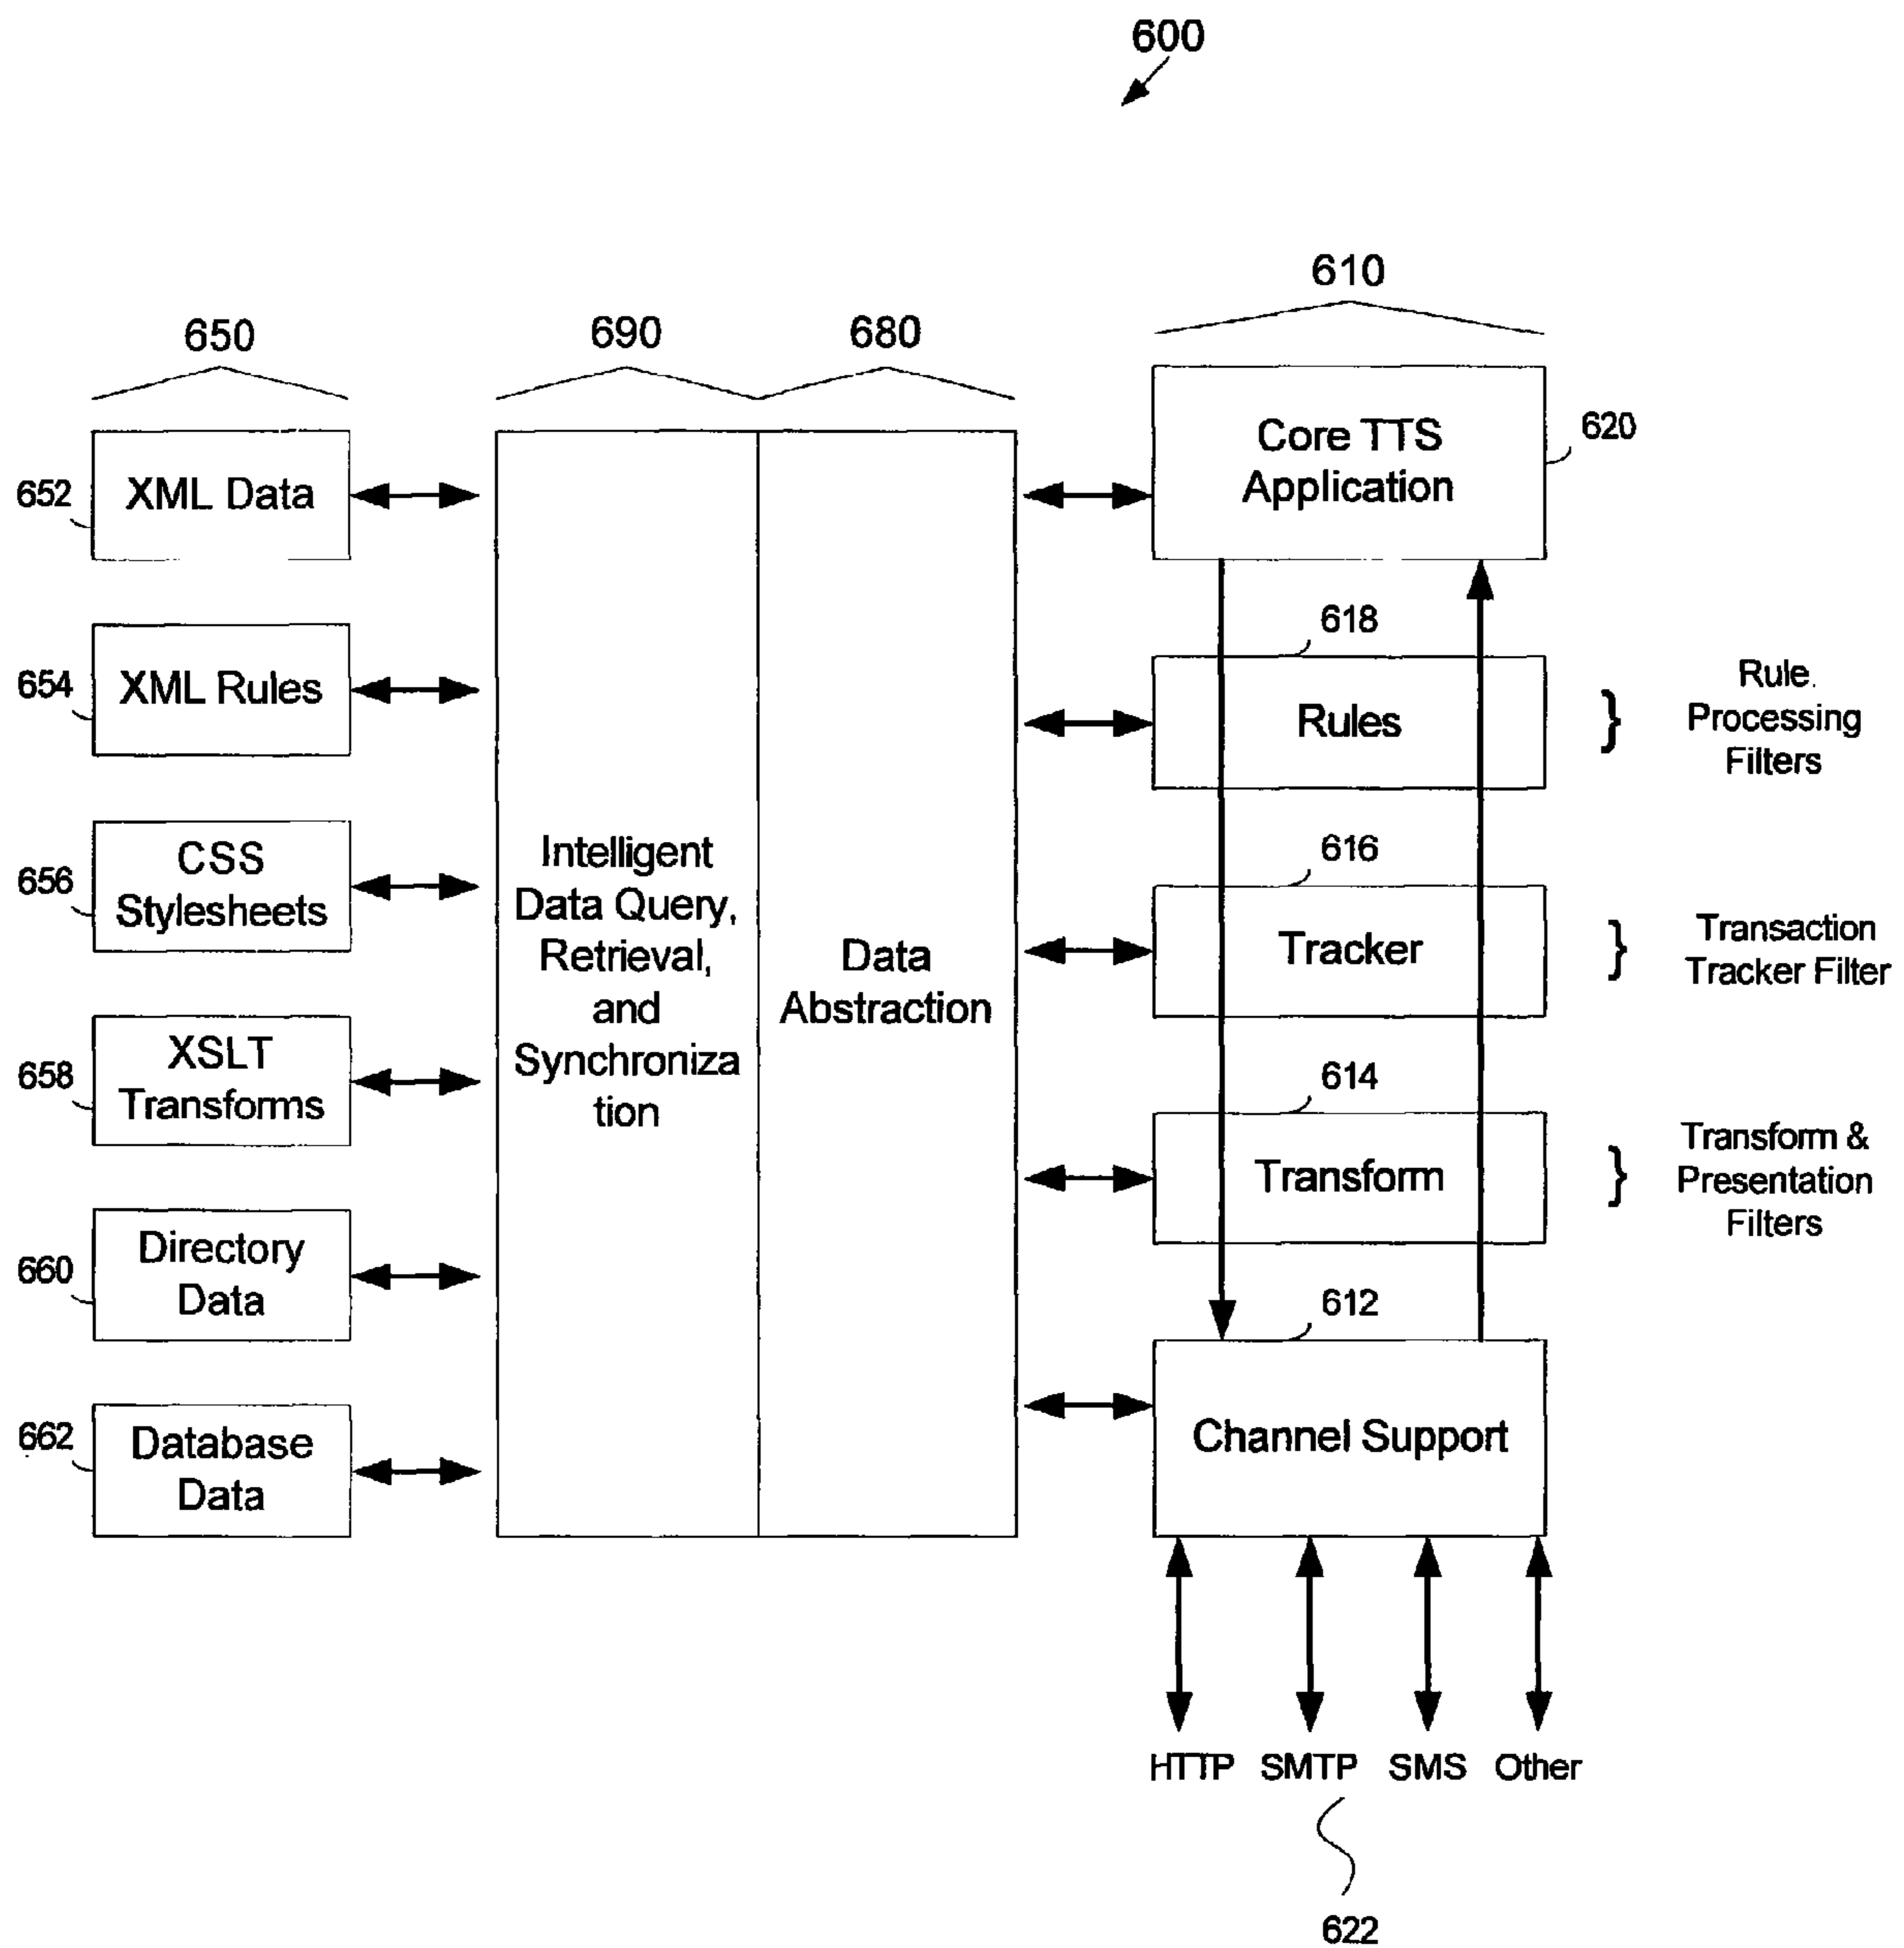 600
610
650
690
680
652
XML Data
654
XML Rules
656
CSS
Stylesheets
658
XSLT
Transforms
660
Directory
Data
662
Database
Data
Intelligent
Data Query,
Retrieval,
and
Synchroniza
tion
Data
Abstraction
Core TTS
Application
620
618
Rules
Rule.
Processing
Filters
616
Tracker
Transaction
Tracker Filter
614
Transform
Transform &
Presentation
Filters
612
Channel Support
HTTP SMTP SMS Other
622